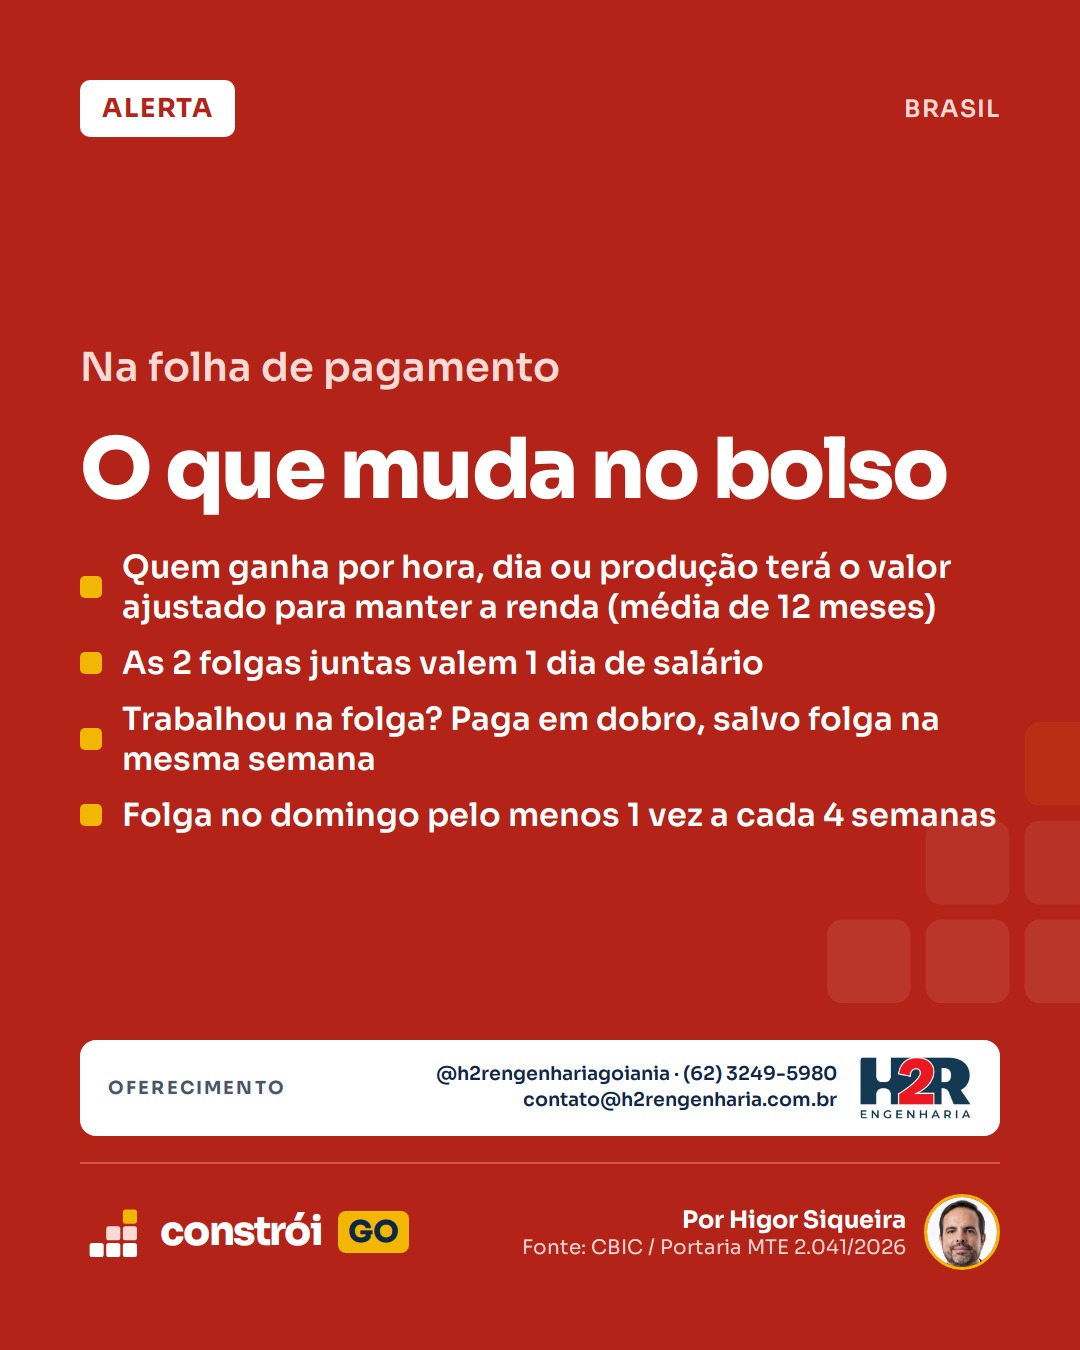 ALERTA
BRASIL
Na folha de pagamento
O que muda no bolso
Quem ganha por hora, dia ou produção terá o valor
ajustado para manter a renda (média de 12 meses)
As 2 folgas juntas valem 1 dia de salário
Trabalhou na folga? Paga em dobro, salvo folga na
mesma semana
Folga no domingo pelo menos 1 vez a cada 4 semanas
OFERECIMENTO
@h2rengenhariagoiania · (62) 3249-5980
contato@h2rengenharia.com.br
H2R
ENGENHARIA
constrói GO
Por Higor Siqueira
Fonte: CBIC / Portaria MTE 2.041/2026